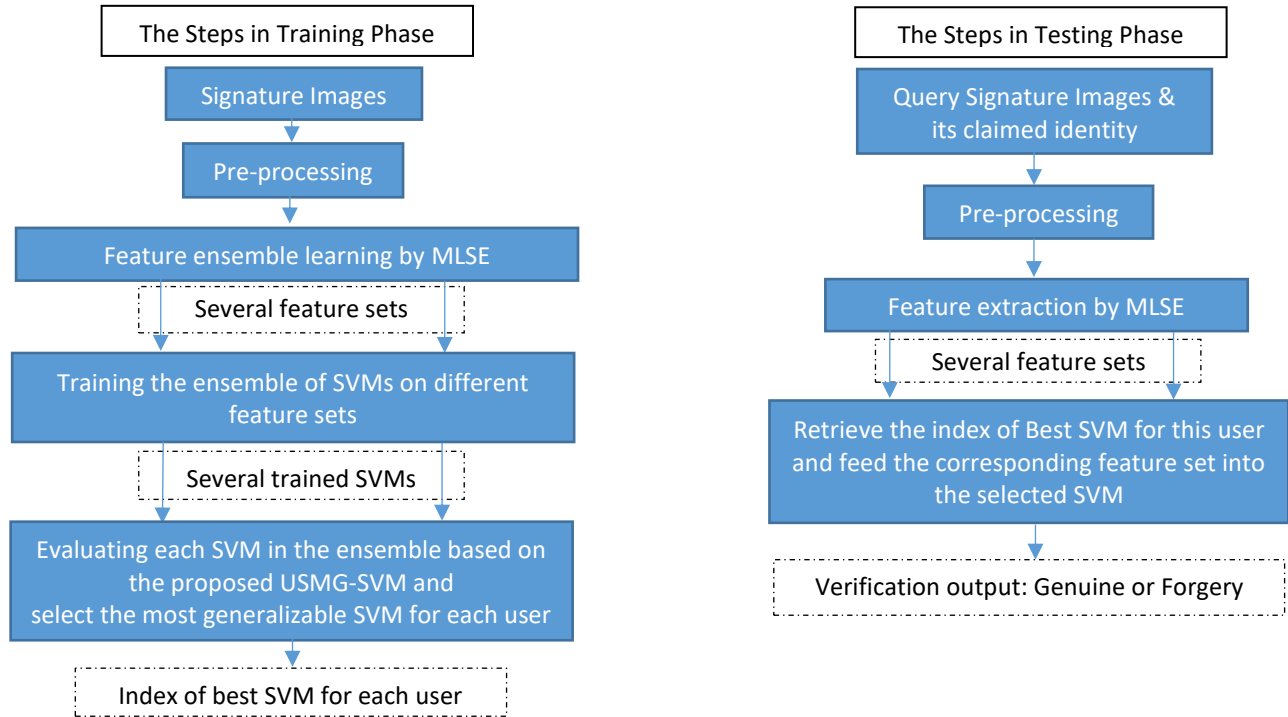 The Steps in Training Phase
Signature Images
Pre-processing
Feature ensemble learning by MLSE
Several feature sets
Training the ensemble of SVMs on different
feature sets
Several trained SVMs
Evaluating each SVM in the ensemble based on
the proposed USMG-SVM and
select the most generalizable SVM for each user
Index of best SVM for each user
The Steps in Testing Phase
Query Signature Images &
its claimed identity
Pre-processing
Feature extraction by MLSE
Several feature sets
Retrieve the index of Best SVM for this user
and feed the corresponding feature set into
the selected SVM
Verification output: Genuine or Forgery